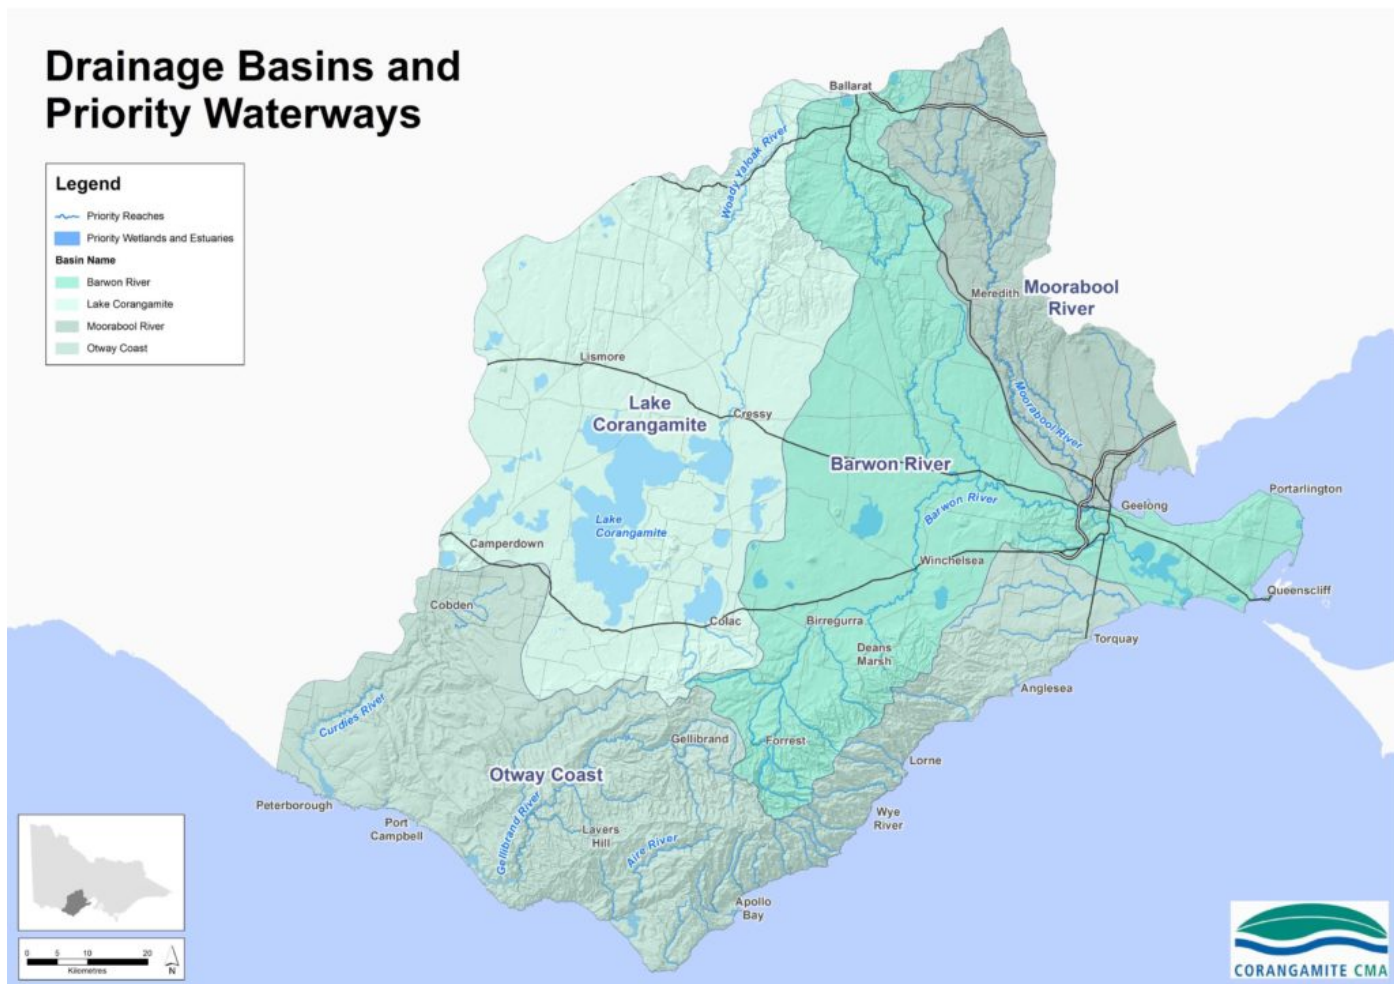 Drainage Basins and
Priority Waterways
Legend
Priority Reaches
Priority Wetlands and Estuaries
Basin Name
Barwon River
Lake Corangamite
Moorabool River
Otway Coast
Ballarat
Woady Yaloak River
Meredith
Moorabool
River
Lismore
Lake
Corangamite
Cressy
Moorabool River
Barwon River
Barwon River
Portarlington
Geelong
Lake
Corangamite
Camperdown
Winchelsea
Queenscliff
Cobden
Colac
Birregurra
Torquay
Deans
Marsh
Anglesea
Curdies River
Gellibrand
Forrest
Lorne
Otway Coast
Peterborough
Port
Campbell
Gellibrand River
Lavers
Hill
Aire River
Wye
River
Apollo
Bay
0 5 10 20
Kilometres
N
CORANGAMITE CMA